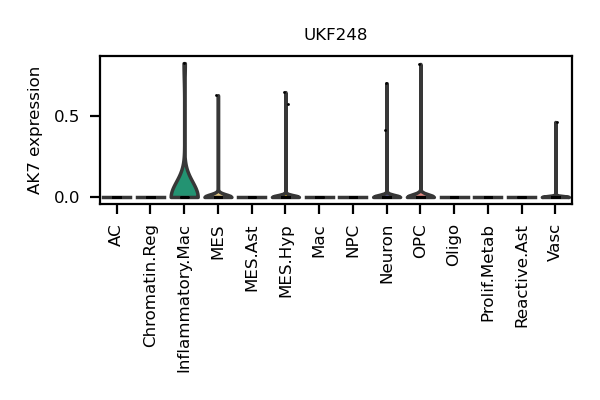 UKF248
AK7 expression
0.5
0.0
AC
Chromatin.Reg
Inflammatory.Mac
MES
MES.Ast
MES.Hyp
Mac
NPC
Neuron
OPC
Oligo
Prolif.Metab
Reactive.Ast
Vasc